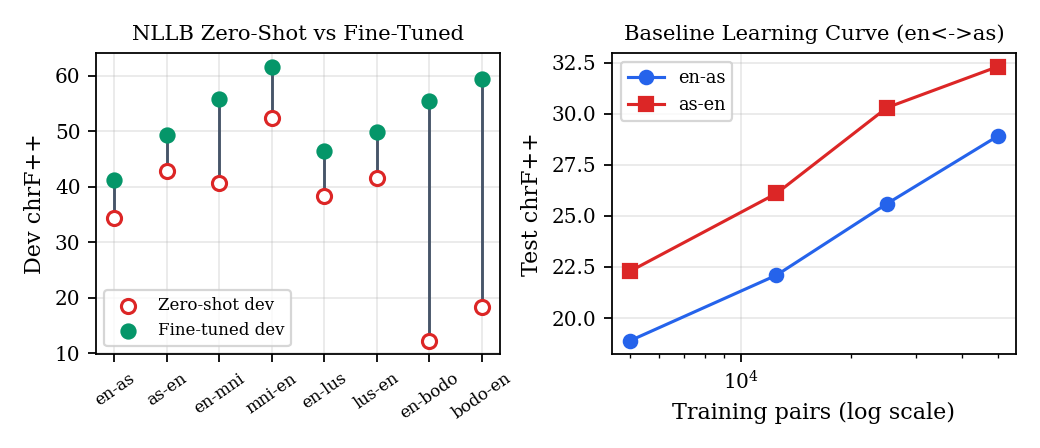 NLLB Zero-Shot vs Fine-Tuned
Dev chrF++
60
50
40
30
20
10
Zero-shot dev
Fine-tuned dev
en-as
as-en
en-mni
mni-en
en-lus
lus-en
en-bodo
bodo-en
Baseline Learning Curve (en<->as)
Test chrF++
32.5
30.0
27.5
25.0
22.5
20.0
en-as
as-en
10⁴
Training pairs (log scale)